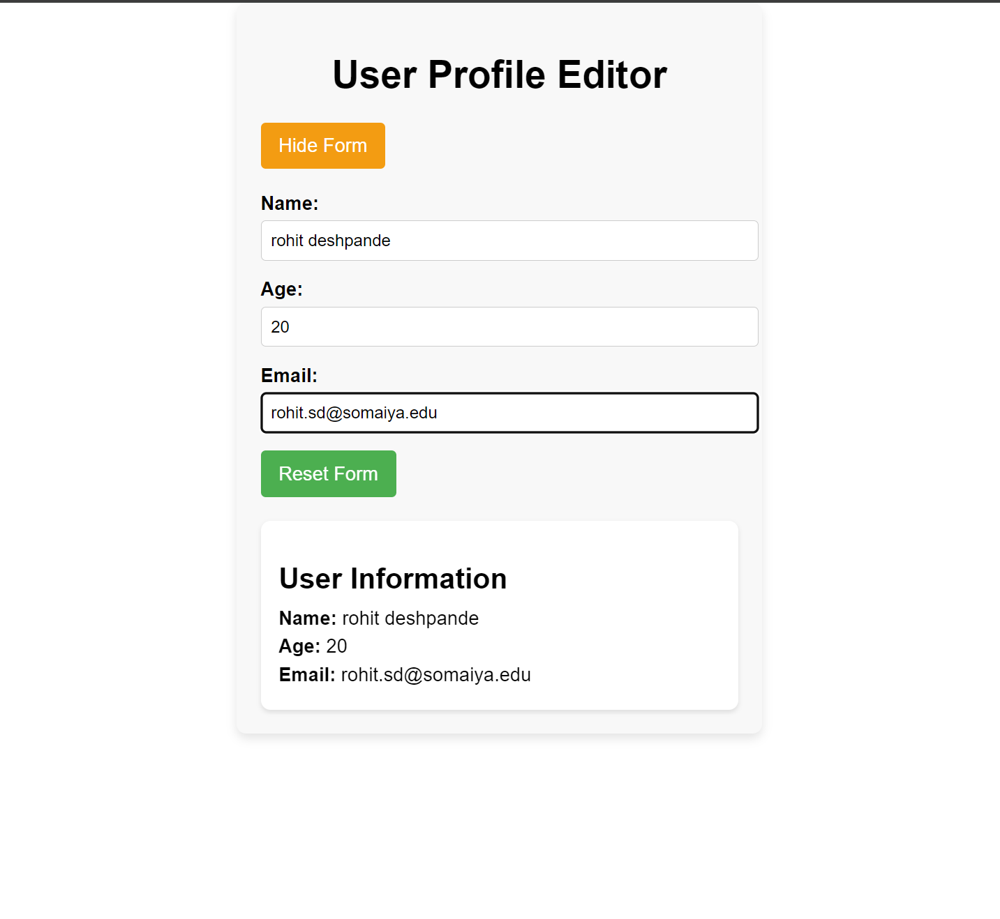 User Profile Editor
Hide Form
Name:
rohit deshpande
Age:
20
Email:
rohit.sd@somaiya.edu
Reset Form
User Information
Name: rohit deshpande
Age: 20
Email: rohit.sd@somaiya.edu